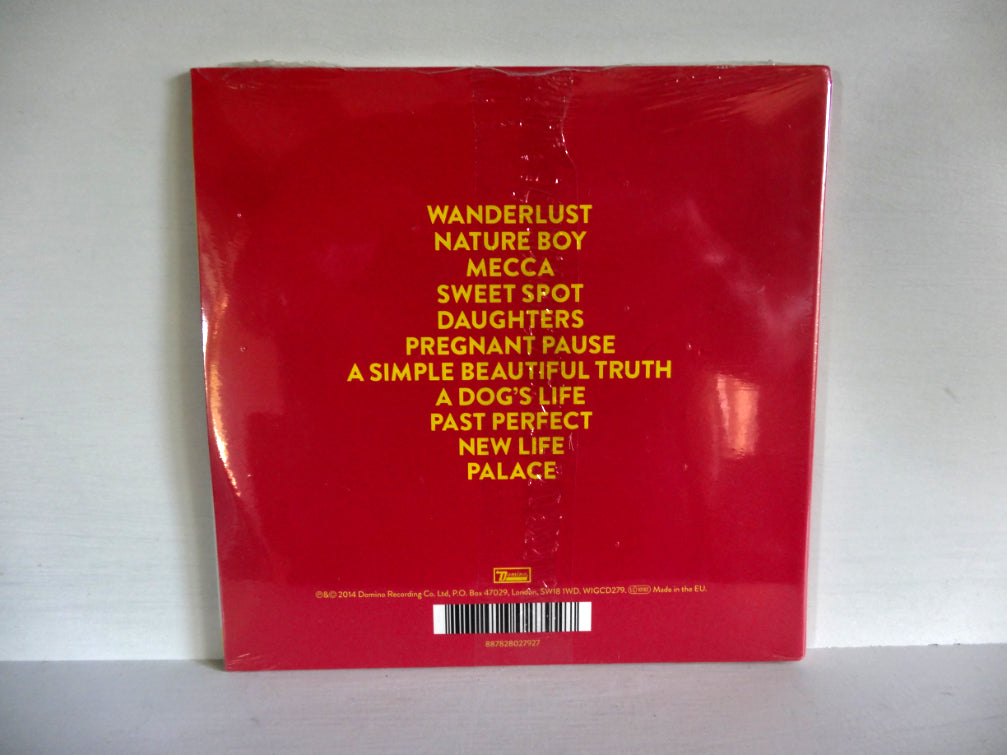 WANDERLUST
NATURE BOY
MECCA
SWEET SPOT
DAUGHTERS
PREGNANT PAUSE
A SIMPLE BEAUTIFUL TRUTH
A DOG'S LIFE
PAST PERFECT
NEW LIFE
PALACE
Domino
℗&© 2014 Domino Recording Co. Ltd, P.O. Box 47029, London, SW18 1WD. WIGCD279. Made in the EU.
887828027927